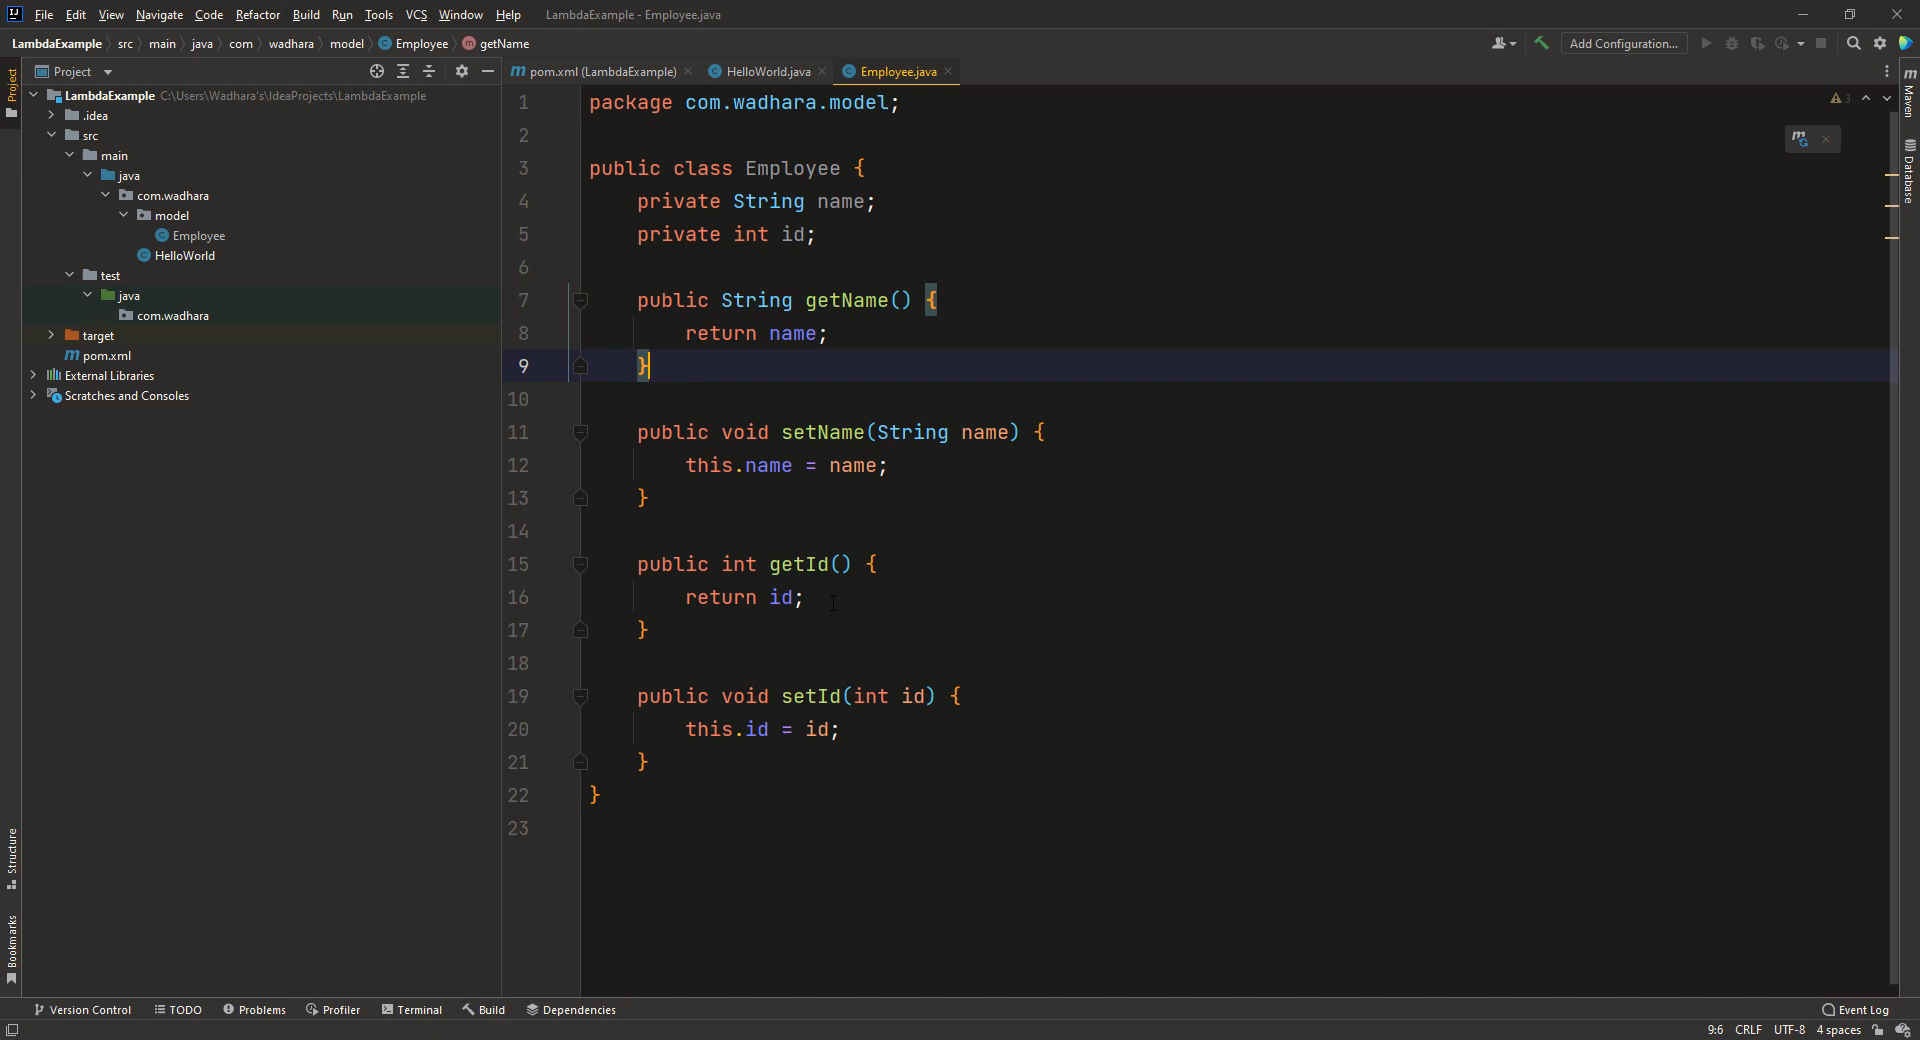 File Edit View Navigate Code Refactor Build Run Tools VCS Window Help LambdaExample - Employee.java
LambdaExample src main java com wadhara model Employee getName
Add Configuration...
Project
pom.xml (LambdaExample) HelloWorld.java Employee.java
LambdaExample C:\Users\Wadhara's\IdeaProjects\LambdaExample
.idea
src
main
java
com.wadhara
model
Employee
HelloWorld
test
java
com.wadhara
target
pom.xml
External Libraries
Scratches and Consoles
1 package com.wadhara.model;
2
3 public class Employee {
4 private String name;
5 private int id;
6
7 public String getName() {
8 return name;
9 }
10
11 public void setName(String name) {
12 this.name = name;
13 }
14
15 public int getId() {
16 return id;
17 }
18
19 public void setId(int id) {
20 this.id = id;
21 }
22 }
23
3
Project
Structure
Bookmarks
Maven
Database
Version Control TODO Problems Profiler Terminal Build Dependencies Event Log
9:6 CRLF UTF-8 4 spaces